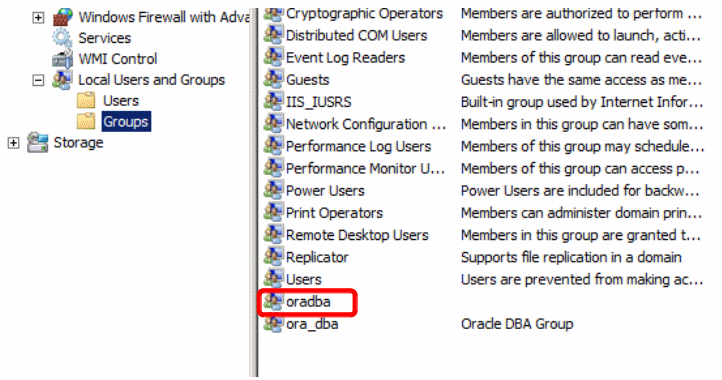 Windows Firewall with Adva
Services
WMI Control
Local Users and Groups
Users
Groups
Storage
Cryptographic Operators Members are authorized to perform ...
Distributed COM Users Members are allowed to launch, acti...
Event Log Readers Members of this group can read eve...
Guests Guests have the same access as me...
IIS_IUSRS Built-in group used by Internet Infor...
Network Configuration ... Members in this group can have som...
Performance Log Users Members of this group may schedule...
Performance Monitor U... Members of this group can access p...
Power Users Power Users are included for backw...
Print Operators Members can administer domain prin...
Remote Desktop Users Members in this group are granted t...
Replicator Supports file replication in a domain
Users Users are prevented from making ac...
oradba
ora_dba Oracle DBA Group